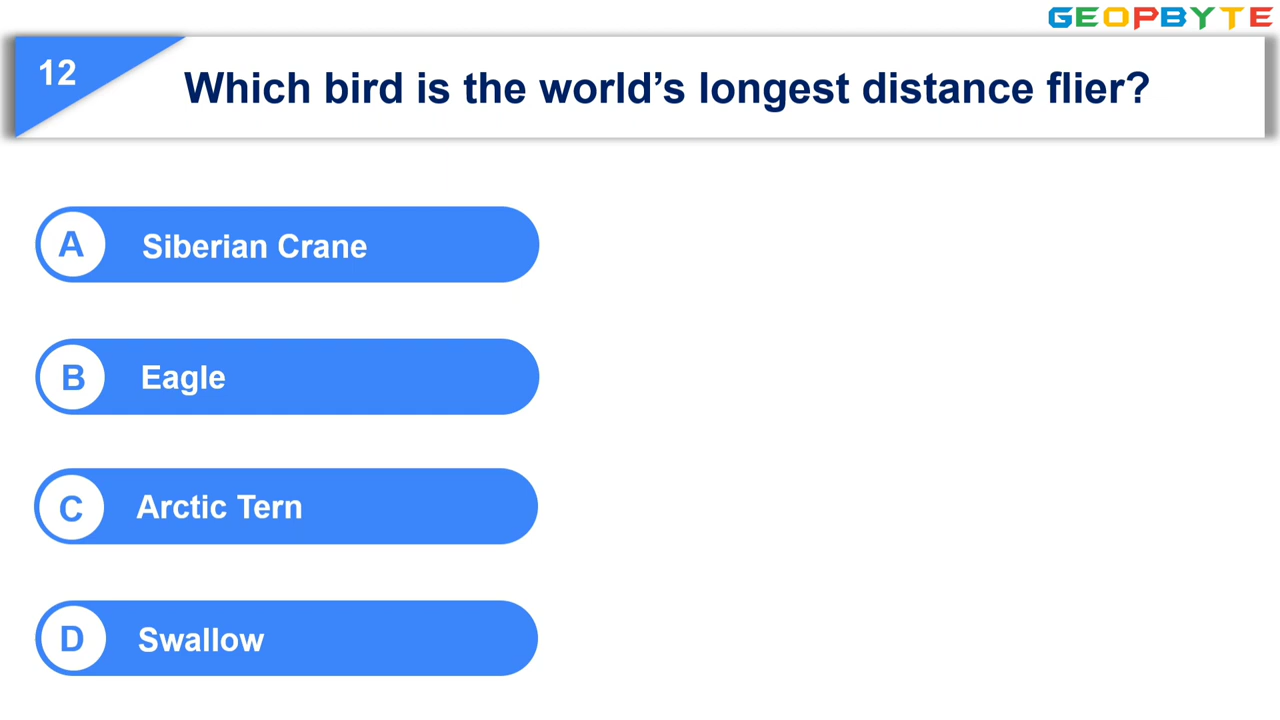 GEOPBYTE
12
Which bird is the world’s longest distance flier?
A Siberian Crane
B Eagle
C Arctic Tern
D Swallow